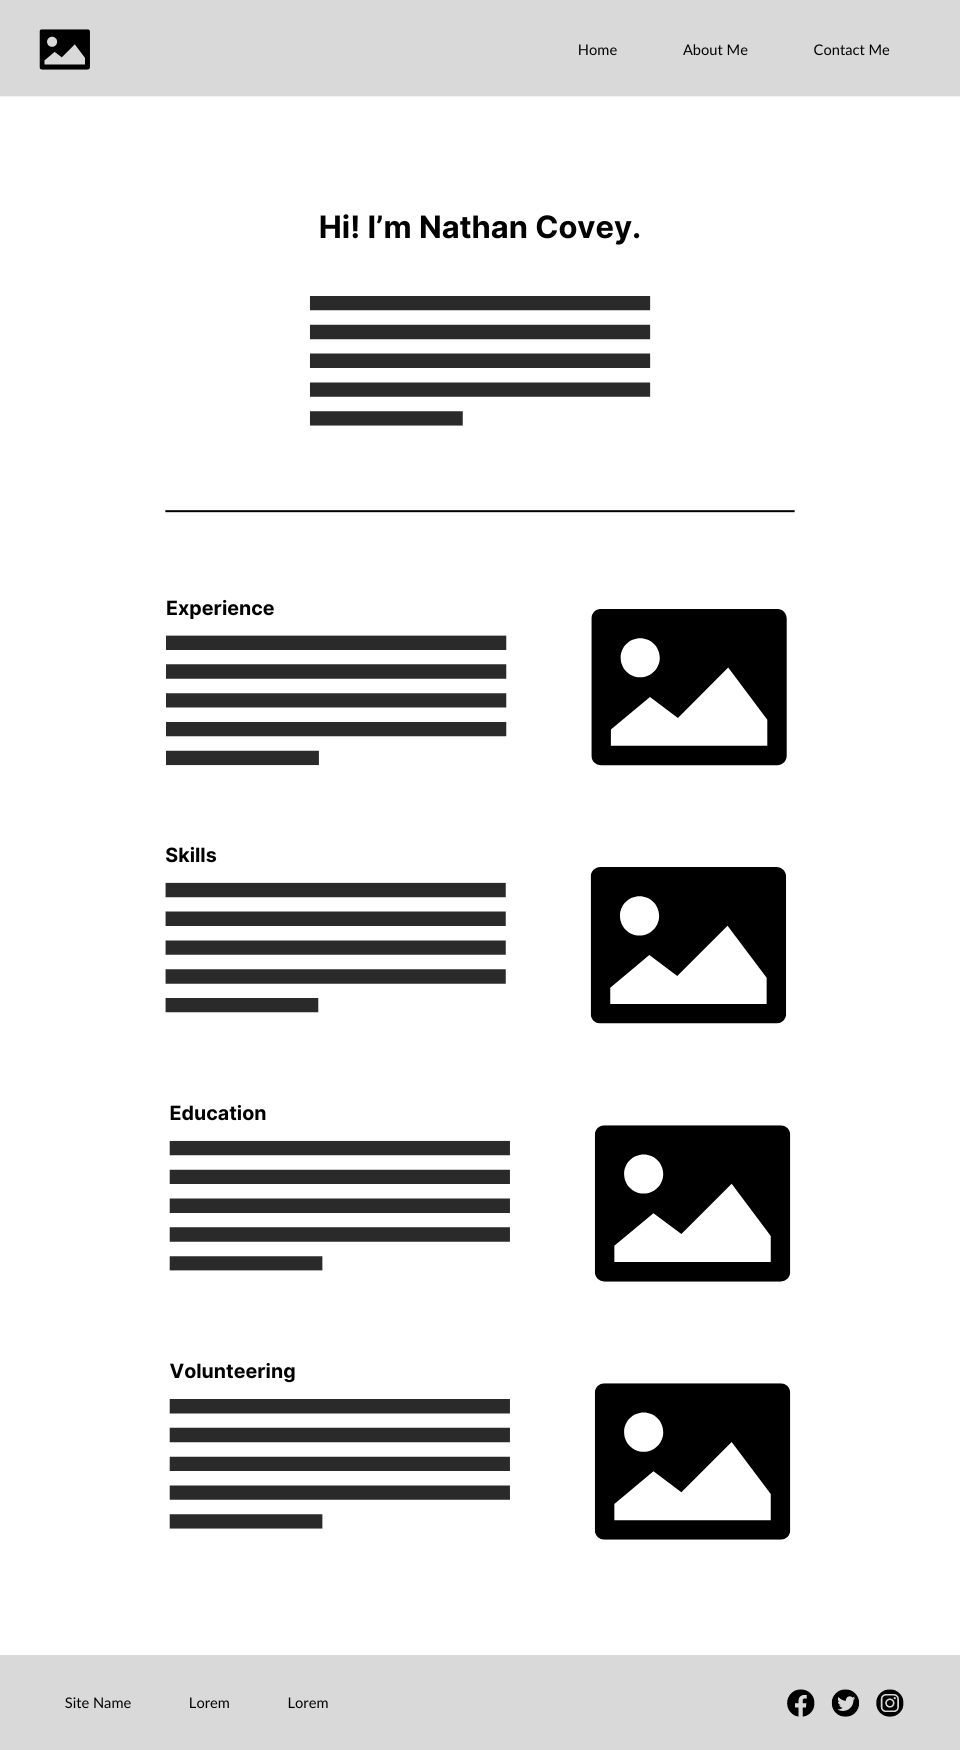 Home About Me Contact Me
Hi! I’m Nathan Covey.
Experience
Skills
Education
Volunteering
Site Name Lorem Lorem